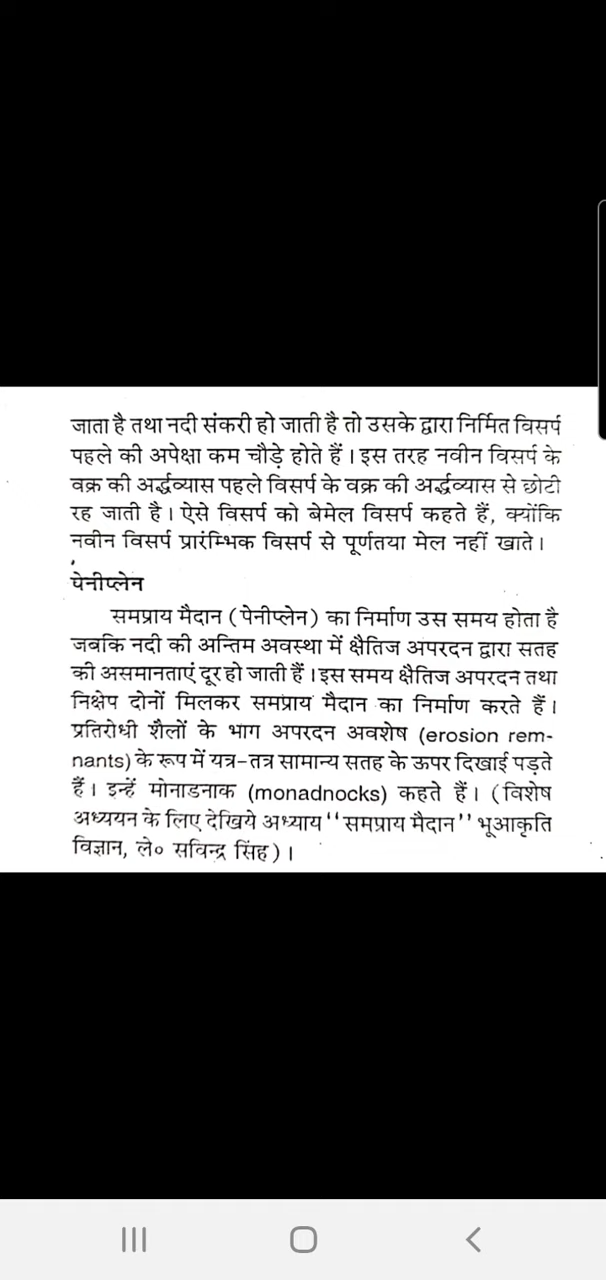 जाता है तथा नदी संकरी हो जाती है तो उसके द्वारा निर्मित विसर्प
पहले की अपेक्षा कम चौड़े होते हैं। इस तरह नवीन विसर्प के
वक्र की अर्द्धव्यास पहले विसर्प के वक्र की अर्द्धव्यास से छोटी
रह जाती है। ऐसे विसर्प को बेमेल विसर्प कहते हैं, क्योंकि
नवीन विसर्प प्रारंम्भिक विसर्प से पूर्णतया मेल नहीं खाते।
पेनीप्लेन
समप्राय मैदान (पेनीप्लेन) का निर्माण उस समय होता है
जबकि नदी की अन्तिम अवस्था में क्षैतिज अपरदन द्वारा सतह
की असमानताएं दूर हो जाती हैं। इस समय क्षैतिज अपरदन तथा
निक्षेप दोनों मिलकर समप्राय मैदान का निर्माण करते हैं।
प्रतिरोधी शैलों के भाग अपरदन अवशेष (erosion rem-
nants) के रूप में यत्र-तत्र सामान्य सतह के ऊपर दिखाई पड़ते
हैं। इन्हें मोनाडनाक (monadnocks) कहते हैं। (विशेष
अध्ययन के लिए देखिये अध्याय ‘‘समप्राय मैदान’’ भूआकृति
विज्ञान, ले० सविन्द्र सिंह)।